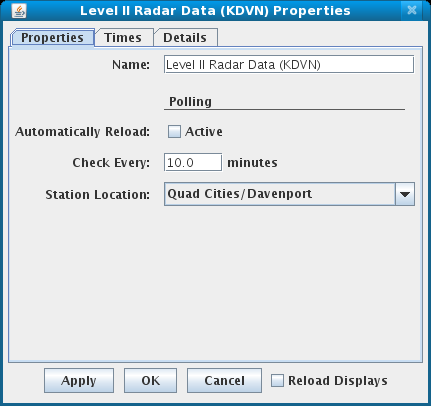 Level II Radar Data (KDVN) Properties
Properties Times Details
Name: Level II Radar Data (KDVN)
Polling
Automatically Reload: Active
Check Every: 10.0 minutes
Station Location: Quad Cities/Davenport
Apply OK Cancel Reload Displays